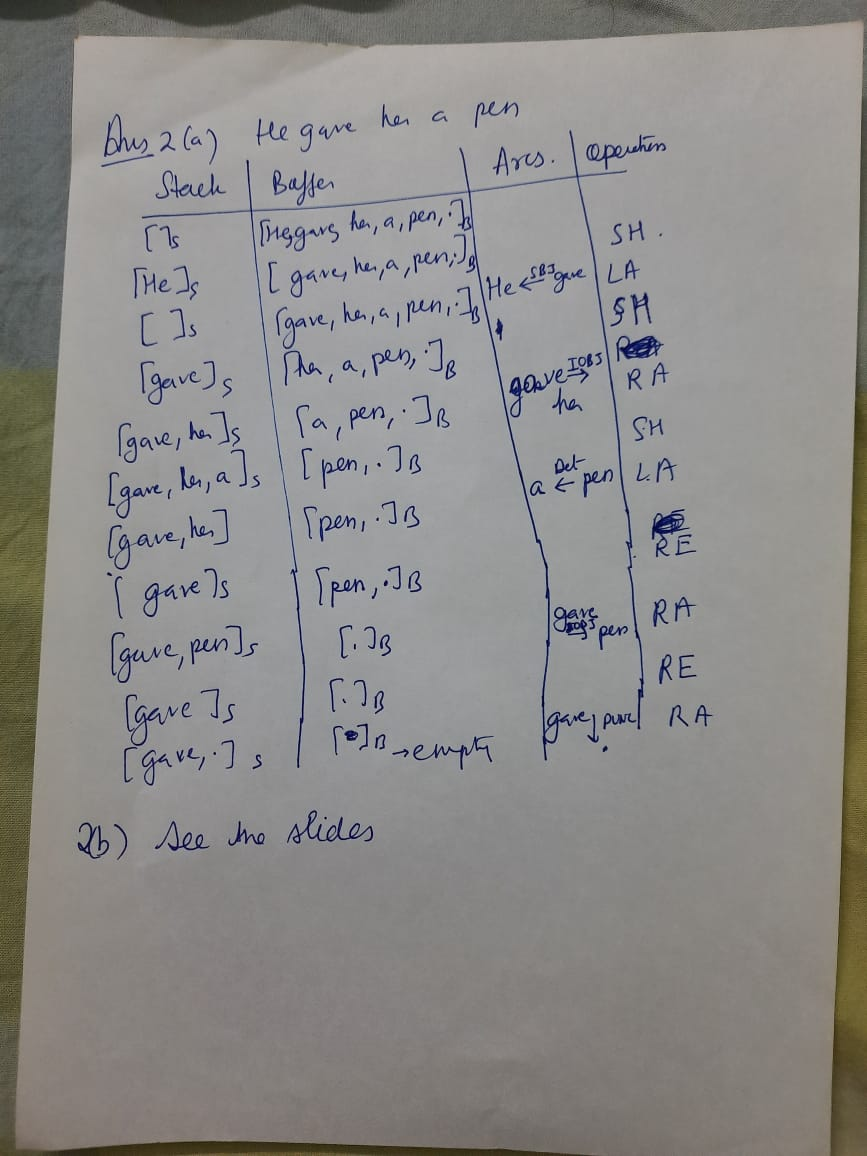 Ans 2(a) He gave her a pen
Stack Buffer Arcs. Operations
[ ]s [He, gave, her, a, pen, .]B SH.
[He]s [gave, her, a, pen, .]B He ←SBJ gave LA
[ ]s [gave, her, a, pen, .]B SH
[gave]s [her, a, pen, .]B gave IOBJ→ her RA
[gave, her]s [a, pen, .]B SH
[gave, her, a]s [pen, .]B a ←Det pen LA
[gave, her] [pen, .]B RE
[gave]s [pen, .]B gave pen RA
[gave, pen]s [.]B RE
[gave]s [.]B gave ↓ punc . RA
[gave, .]s [ ]B → empty
2b) See the slides